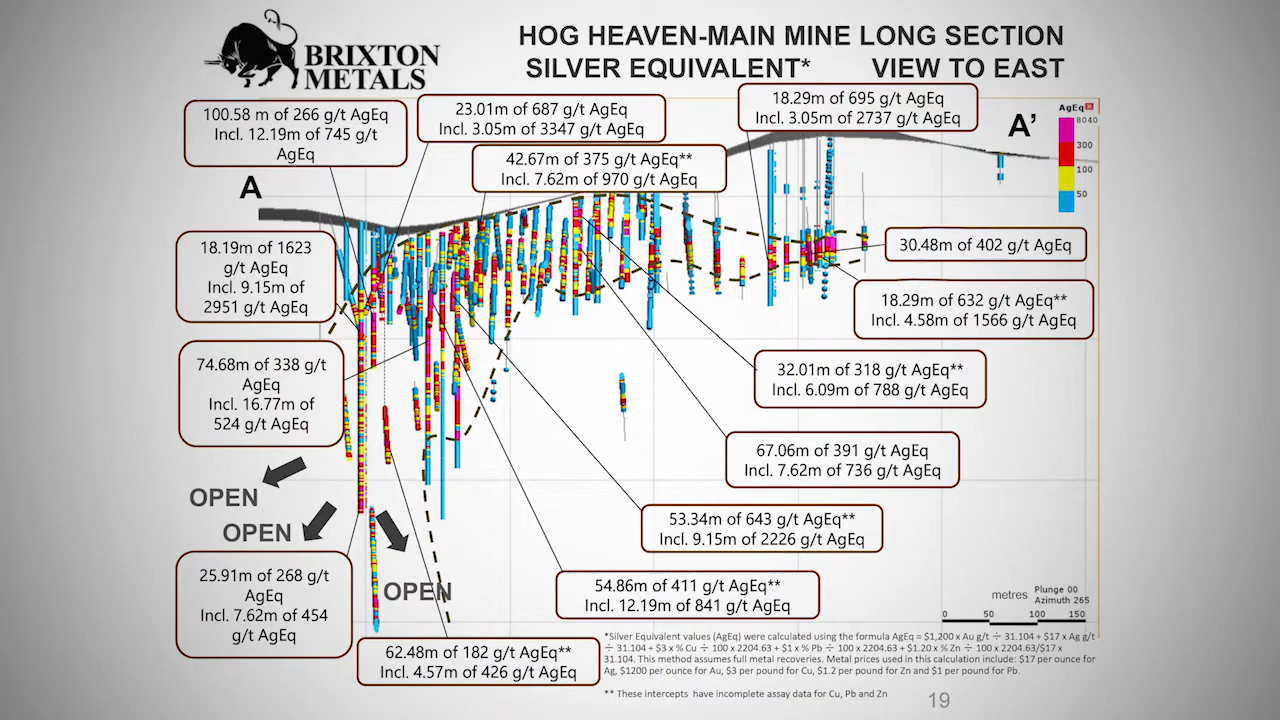 BRIXTON
METALS
HOG HEAVEN-MAIN MINE LONG SECTION
SILVER EQUIVALENT* VIEW TO EAST
100.58 m of 266 g/t AgEq
Incl. 12.19m of 745 g/t
AgEq
23.01m of 687 g/t AgEq
Incl. 3.05m of 3347 g/t AgEq
18.29m of 695 g/t AgEq
Incl. 3.05m of 2737 g/t AgEq
42.67m of 375 g/t AgEq**
Incl. 7.62m of 970 g/t AgEq
A
A’
AgEq
8040
300
100
50
18.19m of 1623
g/t AgEq
Incl. 9.15m of
2951 g/t AgEq
30.48m of 402 g/t AgEq
18.29m of 632 g/t AgEq**
Incl. 4.58m of 1566 g/t AgEq
74.68m of 338 g/t
AgEq
Incl. 16.77m of
524 g/t AgEq
32.01m of 318 g/t AgEq**
Incl. 6.09m of 788 g/t AgEq
67.06m of 391 g/t AgEq
Incl. 7.62m of 736 g/t AgEq
OPEN
OPEN
OPEN
53.34m of 643 g/t AgEq**
Incl. 9.15m of 2226 g/t AgEq
25.91m of 268 g/t
AgEq
Incl. 7.62m of 454
g/t AgEq
54.86m of 411 g/t AgEq**
Incl. 12.19m of 841 g/t AgEq
62.48m of 182 g/t AgEq**
Incl. 4.57m of 426 g/t AgEq
metres
Plunge 00
Azimuth 265
0 50 100 150
*Silver Equivalent values (AgEq) were calculated using the formula AgEq = $1,200 x Au g/t ÷ 31.104 + $17 x Ag g/t
÷ 31.104 + $3 x % Cu ÷ 100 x 2204.63 + $1 x % Pb ÷ 100 x 2204.63 + $1.20 x % Zn ÷ 100 x 2204.63/$17 x
31.104. This method assumes full metal recoveries. Metal prices used in this calculation include: $17 per ounce for
Ag, $1200 per ounce for Au, $3 per pound for Cu, $1.2 per pound for Zn and $1 per pound for Pb.
** These intercepts have incomplete assay data for Cu, Pb and Zn
19